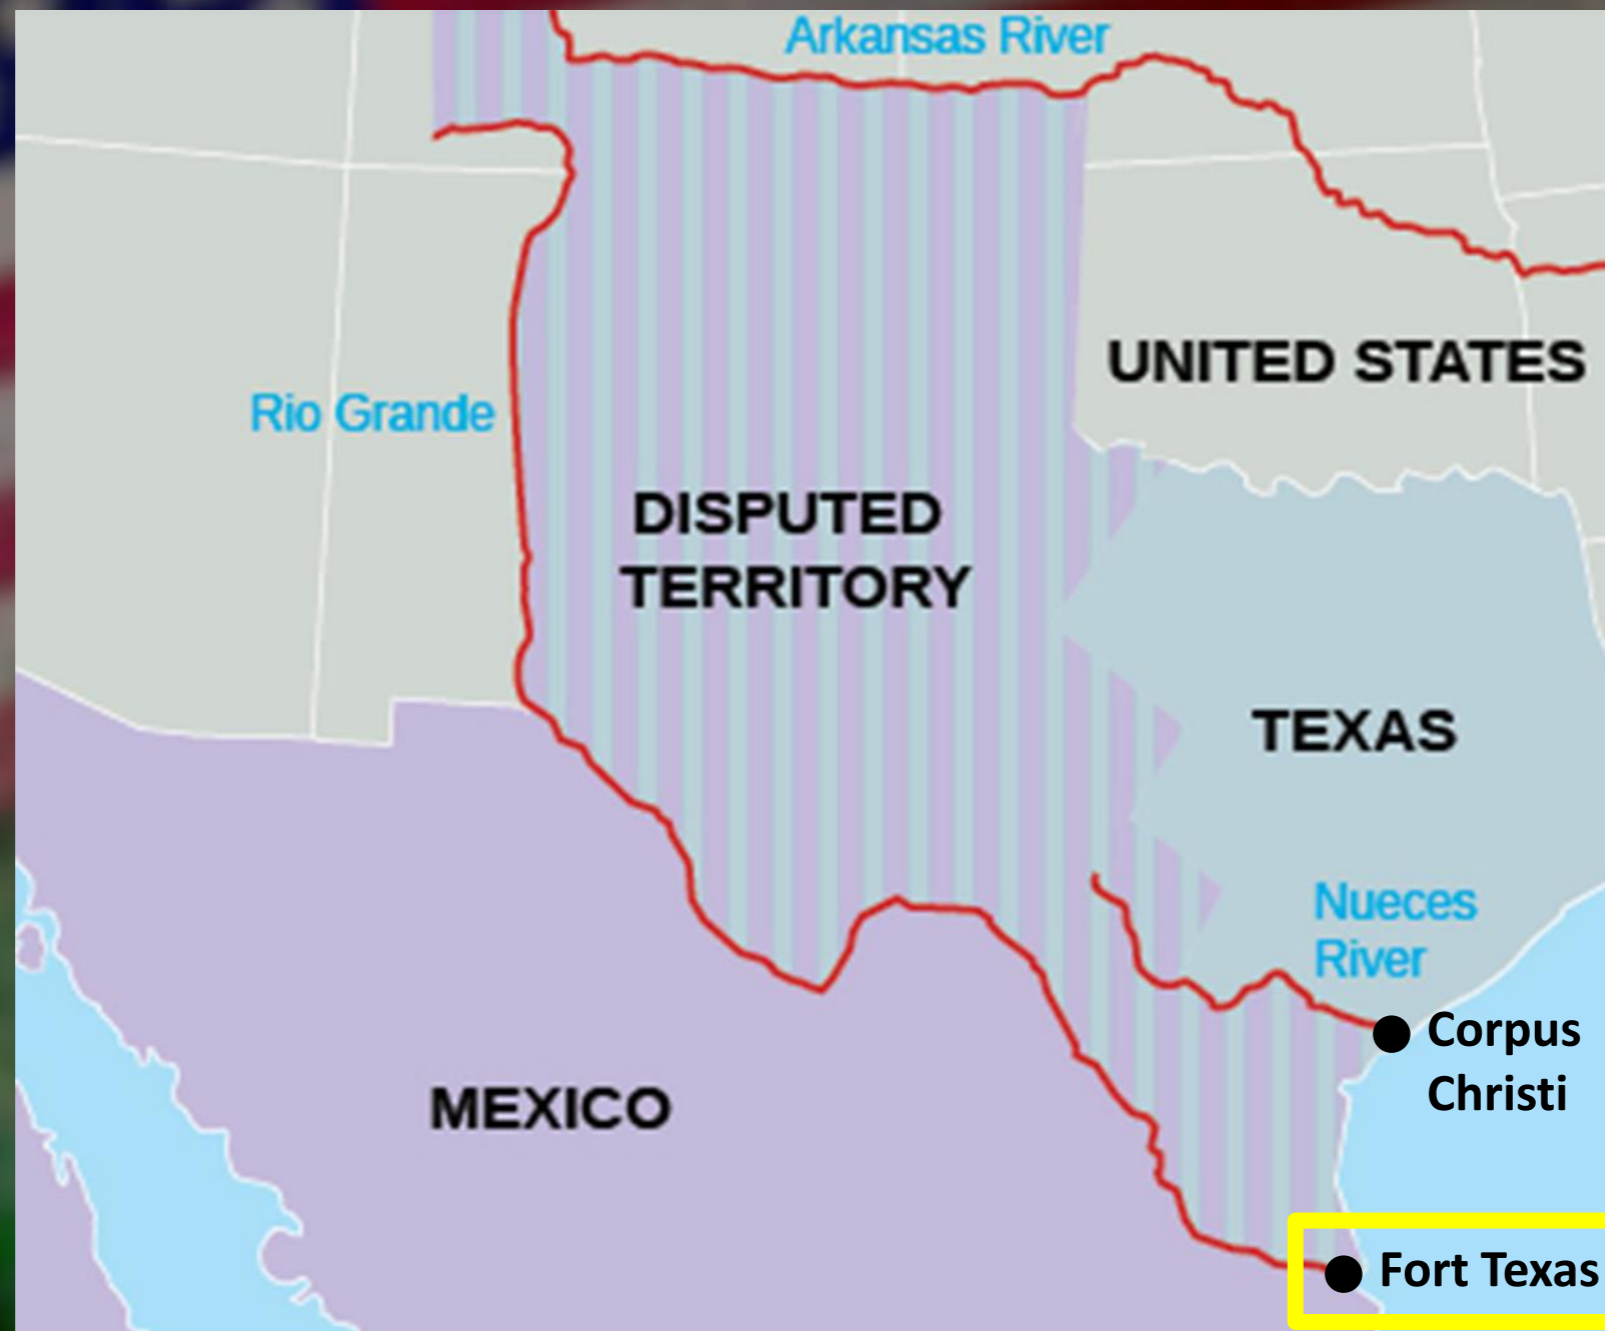 Arkansas River
UNITED STATES
Rio Grande
DISPUTED
TERRITORY
TEXAS
Nueces
River
Corpus
Christi
MEXICO
Fort Texas